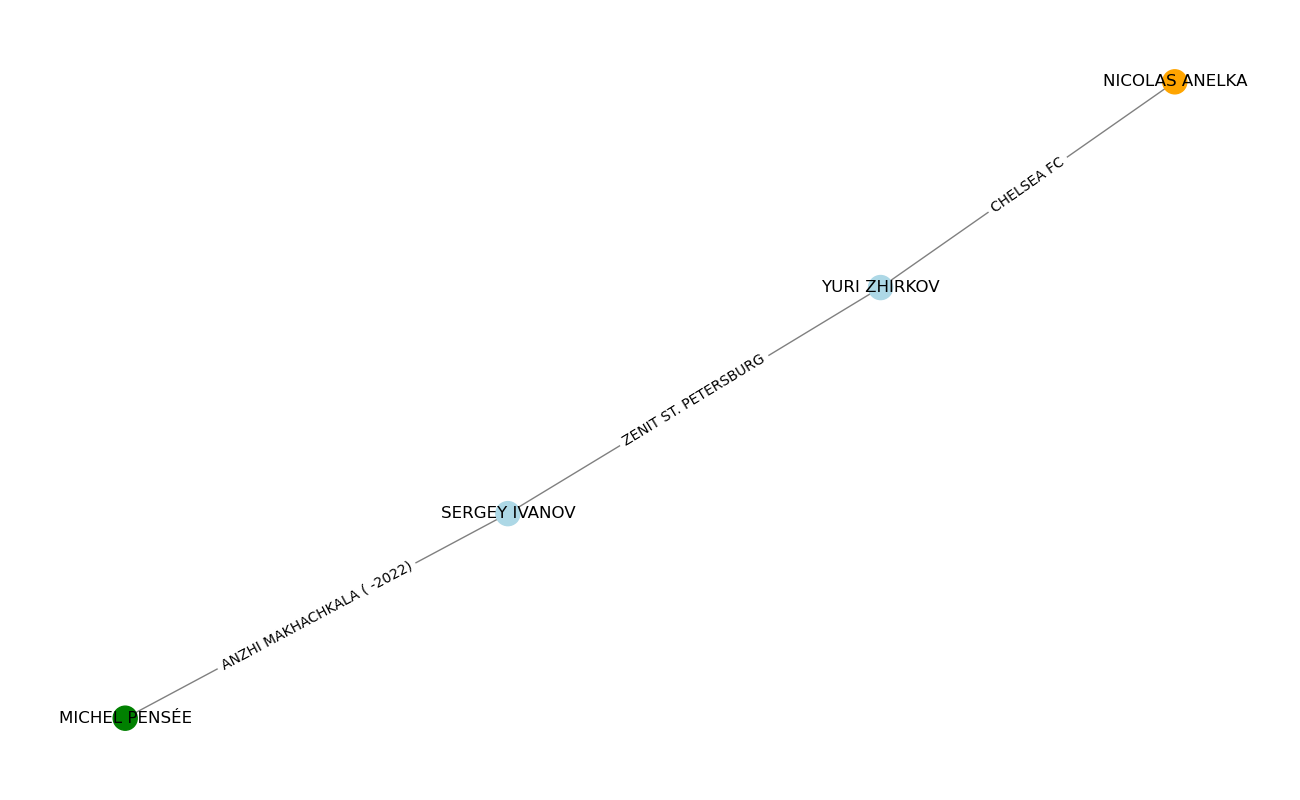 NICOLAS ANELKA
CHELSEA FC
YURI ZHIRKOV
ZENIT ST. PETERSBURG
SERGEY IVANOV
ANZHI MAKHACHKALA ( -2022)
MICHEL PENSÉE